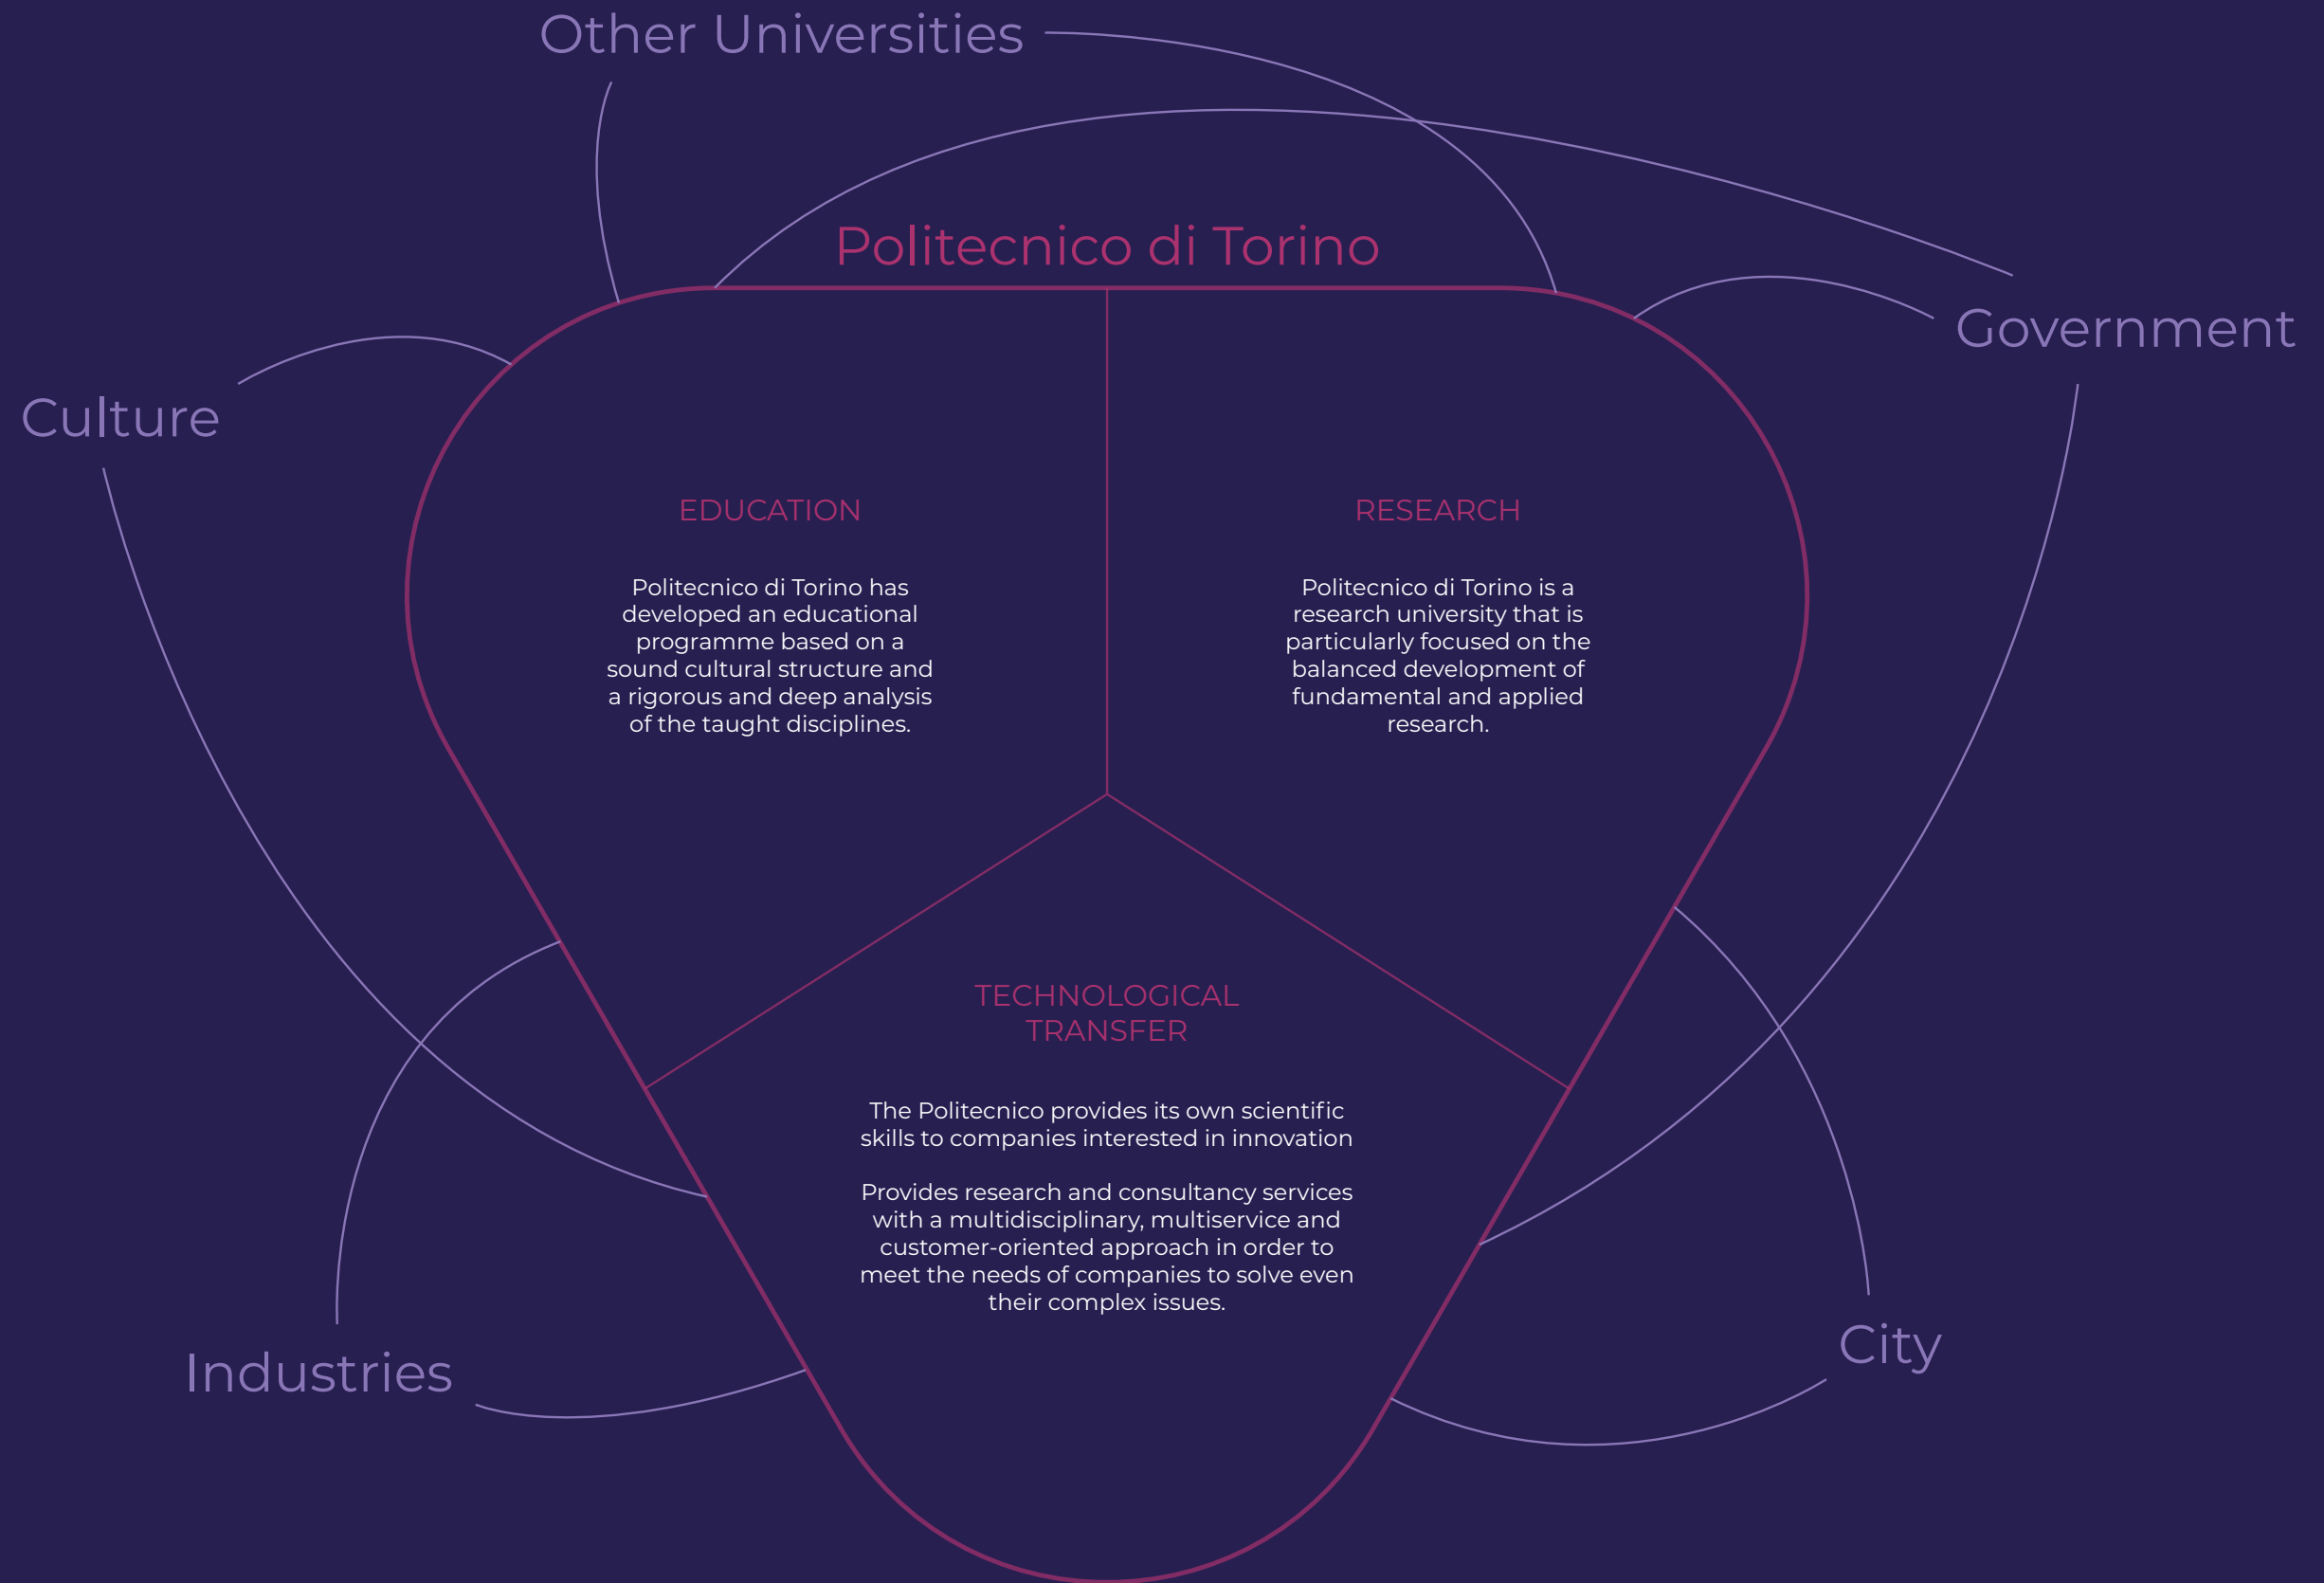 Other Universities
Politecnico di Torino
Government
Culture
EDUCATION
Politecnico di Torino has
developed an educational
programme based on a
sound cultural structure and
a rigorous and deep analysis
of the taught disciplines.
RESEARCH
Politecnico di Torino is a
research university that is
particularly focused on the
balanced development of
fundamental and applied
research.
TECHNOLOGICAL
TRANSFER
The Politecnico provides its own scientific
skills to companies interested in innovation
Provides research and consultancy services
with a multidisciplinary, multiservice and
customer-oriented approach in order to
meet the needs of companies to solve even
their complex issues.
Industries
City